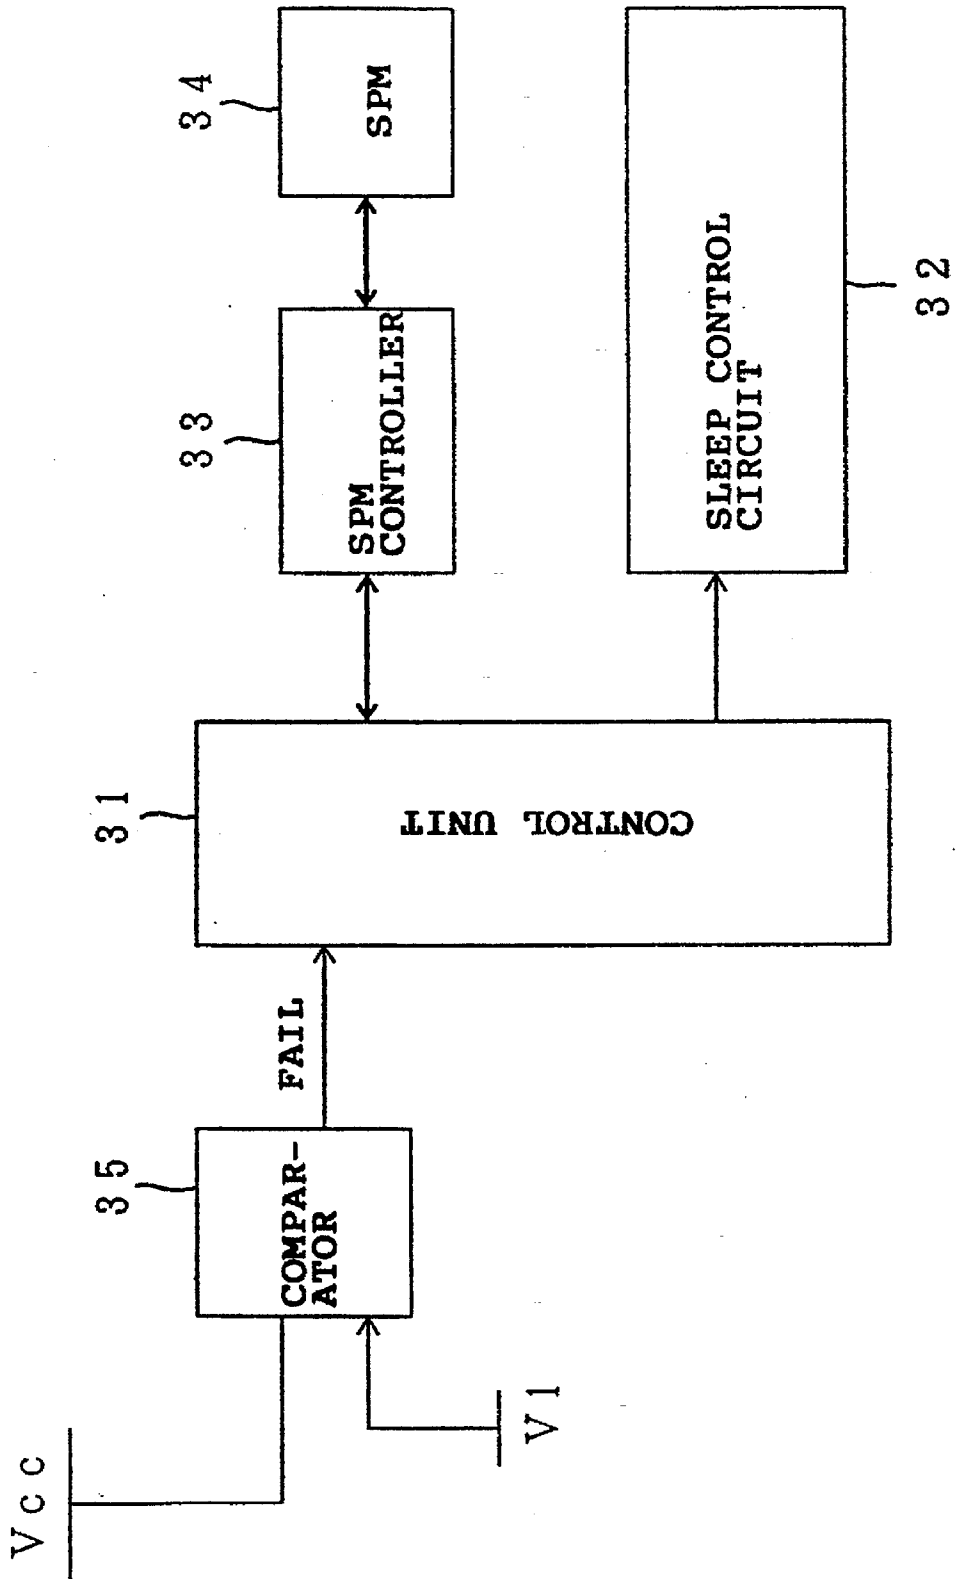 Vcc
V1
35
COMPAR-
ATOR
FAIL
31
CONTROL UNIT
33
SPM
CONTROLLER
34
SPM
SLEEP CONTROL
CIRCUIT
32